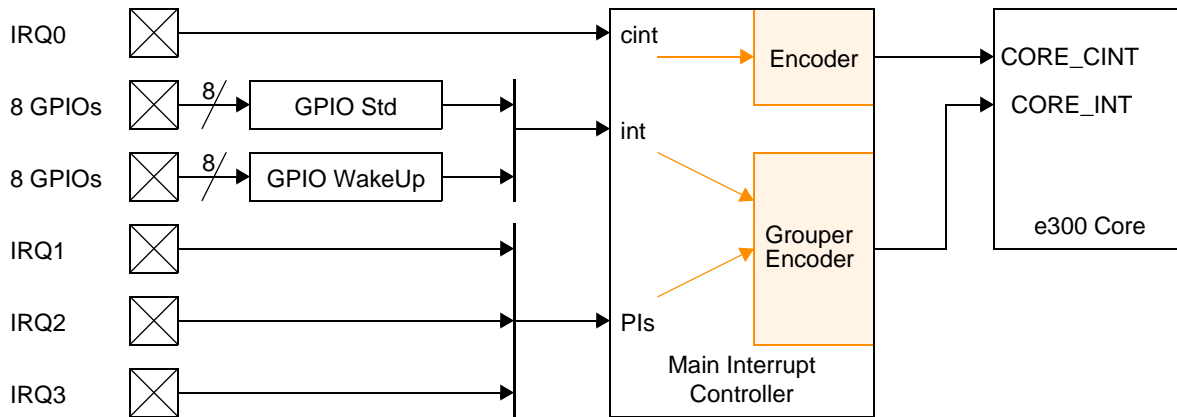 IRQ0
cint
Encoder
CORE_CINT
8 GPIOs
8
GPIO Std
int
CORE_INT
8 GPIOs
8
GPIO WakeUp
IRQ1
Grouper
Encoder
e300 Core
IRQ2
PIs
Main Interrupt
Controller
IRQ3